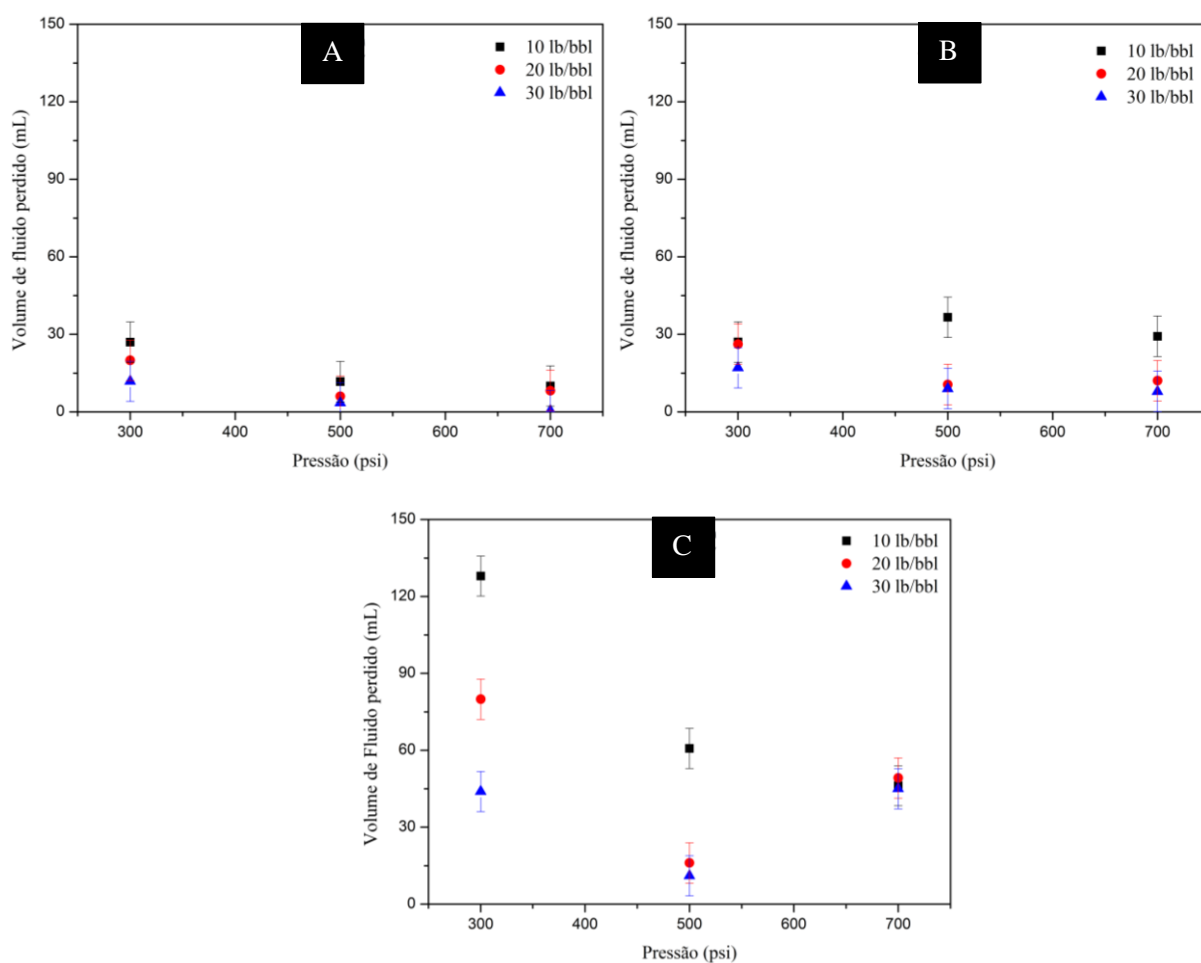 A
10 lb/bbl
20 lb/bbl
30 lb/bbl
150
120
90
60
30
0
Volume de fluido perdido (mL)
300 400 500 600 700
Pressão (psi)
B
10 lb/bbl
20 lb/bbl
30 lb/bbl
150
120
90
60
30
0
Volume de fluido perdido (mL)
300 400 500 600 700
Pressão (psi)
C
10 lb/bbl
20 lb/bbl
30 lb/bbl
150
120
90
60
30
0
Volume de Fluido perdido (mL)
300 400 500 600 700
Pressão (psi)